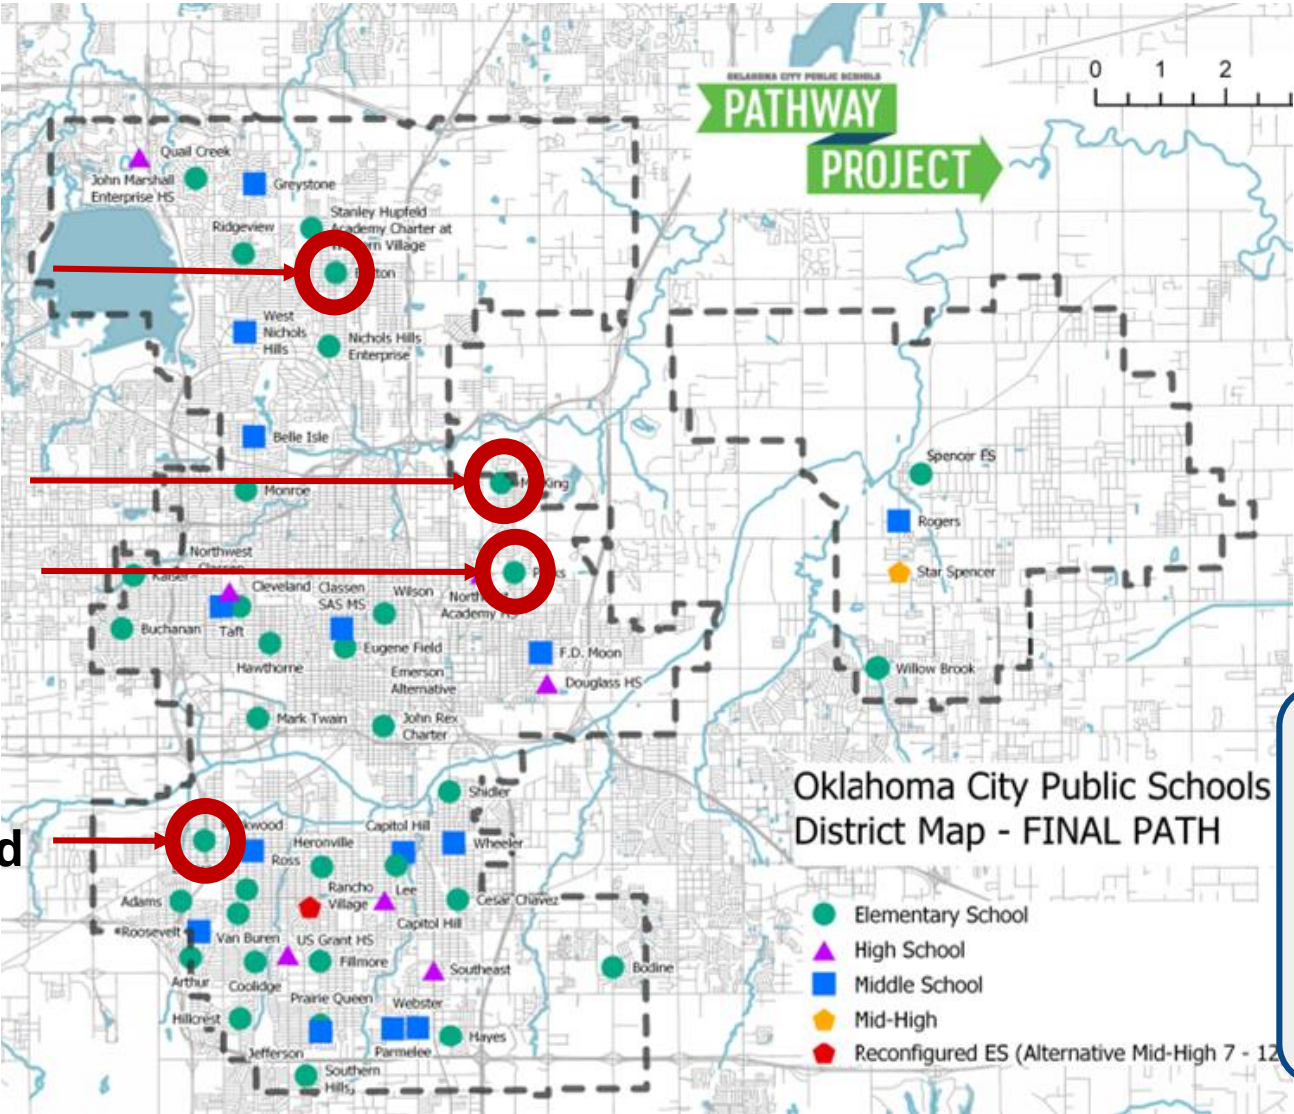 OKLAHOMA CITY PUBLIC SCHOOLS
PATHWAY
PROJECT
0 1 2
Quail Creek
John Marshall
Enterprise HS
Greystone
Stanley Hupfeld
Academy Charter at
Village
Ridgeview
West
Nichols
Hills
Nichols Hills
Enterprise
Belle Isle
Monroe
King
Spencer ES
Rogers
Star Spencer
Willow Brook
Northwest
Classen
Kaiser
Cleveland
Classen
SAS MS
Wilson
Academy HS
Buchanan
Taft
Hawthorne
Eugene Field
Emerson
Alternative
F.D. Moon
Douglass HS
Mark Twain
John Rex
Charter
Shidler
d
Heronville
Capitol Hill
Wheeler
Ross
Rancho
Village
Lee
Adams
Cesar Chavez
Capitol Hill
*Roosevelt
Van Buren
US Grant HS
Fillmore
Southeast
Bodine
Arthur
Coolidge
Prairie Queen
Webster
Hillcrest
Hayes
Jefferson
Parmelee
Southern
Hills
Oklahoma City Public Schools
District Map - FINAL PATH
Elementary School
High School
Middle School
Mid-High
Reconfigured ES (Alternative Mid-High 7 - 12